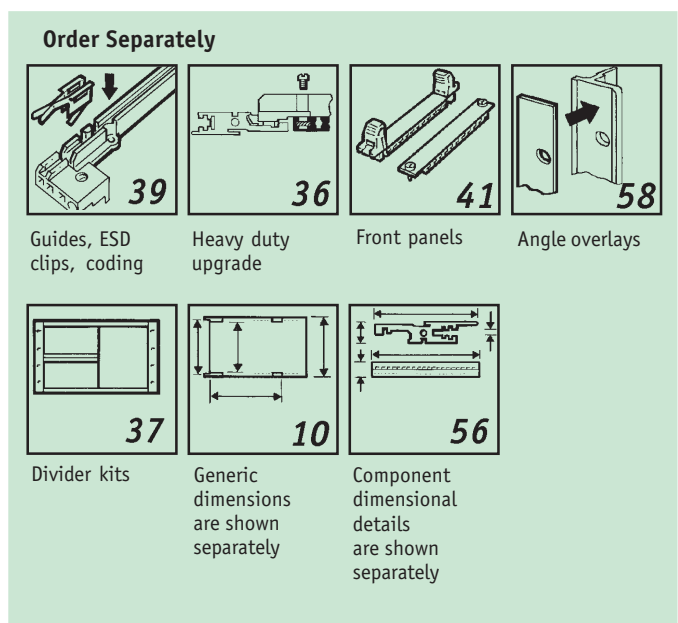 Order Separately
39
36
41
58
Guides, ESD
clips, coding
Heavy duty
upgrade
Front panels
Angle overlays
37
10
56
Divider kits
Generic
dimensions
are shown
separately
Component
dimensional
details
are shown
separately